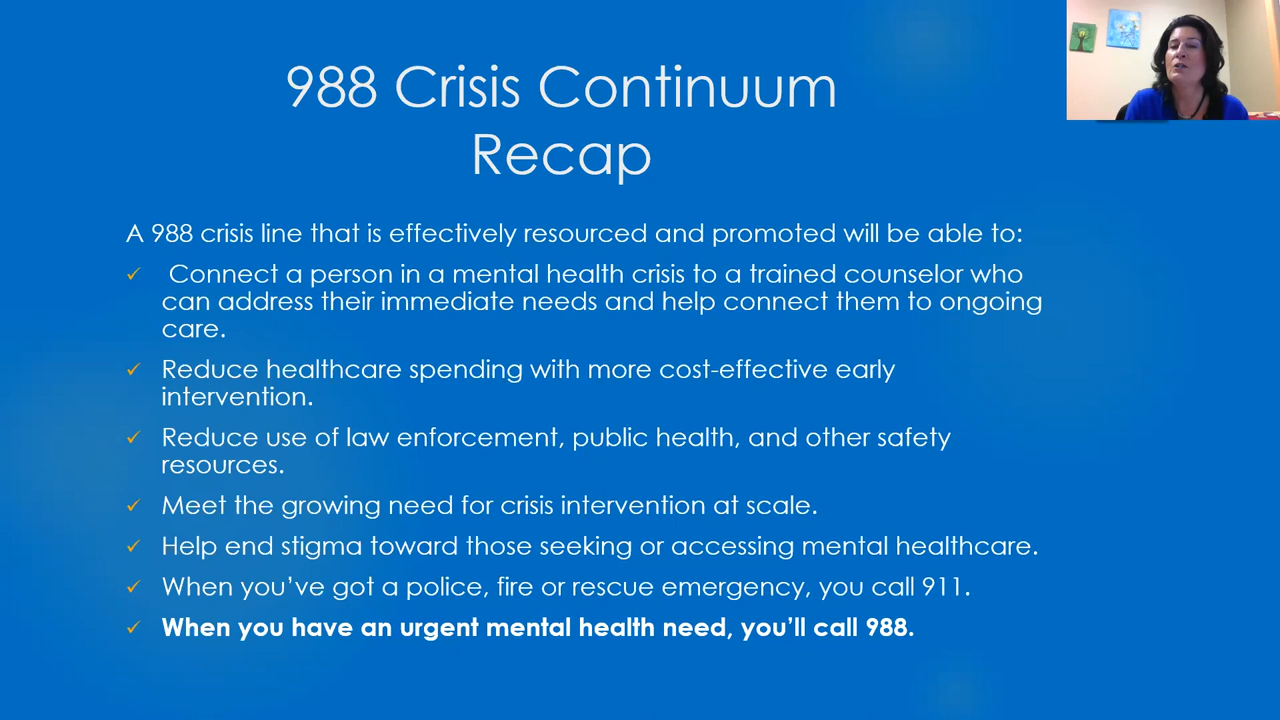 988 Crisis Continuum
Recap
A 988 crisis line that is effectively resourced and promoted will be able to:
✓ Connect a person in a mental health crisis to a trained counselor who
can address their immediate needs and help connect them to ongoing
care.
✓ Reduce healthcare spending with more cost-effective early
intervention.
✓ Reduce use of law enforcement, public health, and other safety
resources.
✓ Meet the growing need for crisis intervention at scale.
✓ Help end stigma toward those seeking or accessing mental healthcare.
✓ When you’ve got a police, fire or rescue emergency, you call 911.
✓ When you have an urgent mental health need, you’ll call 988.